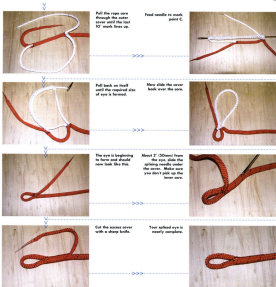 Pull the rope core
through the outer
cover until the last
10" mark lines up.
Feed needle to mark
point C.
>>>
Pull back on itself
until the required size
of eye is formed.
Now slide the cover
back over the core.
>>>
The eye is beginning
to form and should
now look like this.
About 2" (50mm) from
the eye, slide the
splicing needle under
the cover. Make sure
you don't pick up the
inner core.
>>>
Cut the excess cover
with a sharp knife.
Your spliced eye is
nearly complete.
>>>